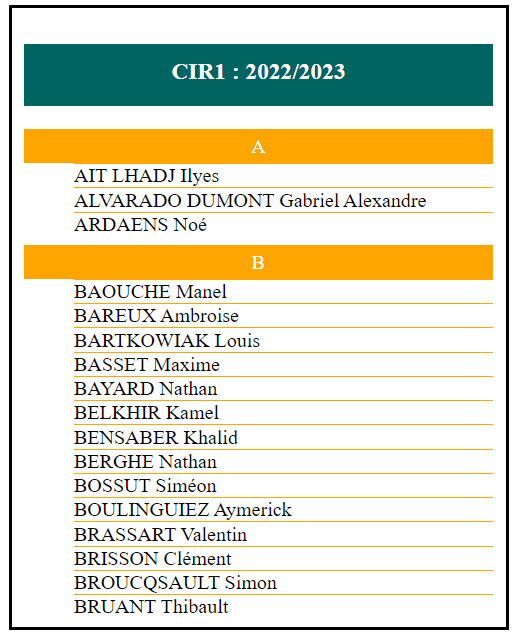 CIR1 : 2022/2023
A
AIT LHADJ Ilyes
ALVARADO DUMONT Gabriel Alexandre
ARDAENS Noé
B
BAOUCHE Manel
BAREUX Ambroise
BARTKOWIAK Louis
BASSET Maxime
BAYARD Nathan
BELKHIR Kamel
BENSABER Khalid
BERGHE Nathan
BOSSUT Siméon
BOULINGUIEZ Aymerick
BRASSART Valentin
BRISSON Clément
BROUCQSAULT Simon
BRUANT Thibault